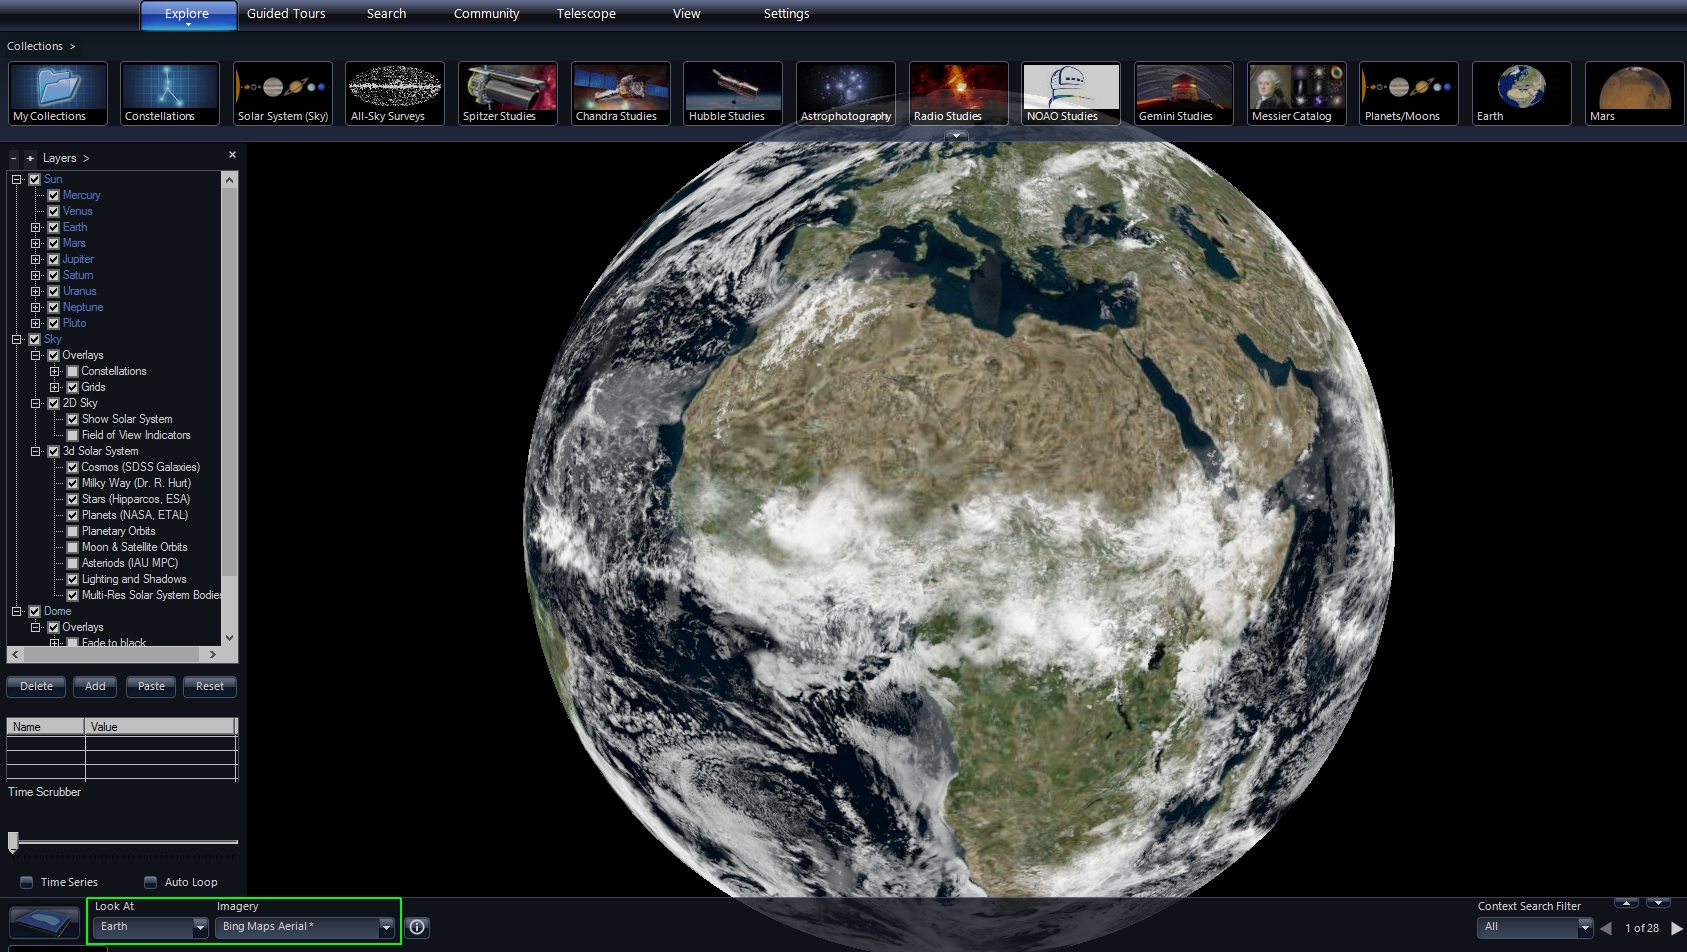 Explore Guided Tours Search Community Telescope View Settings
Collections >
My Collections Constellations Solar System (Sky) All-Sky Surveys Spitzer Studies Chandra Studies Hubble Studies Astrophotography Radio Studies NOAO Studies Gemini Studies Messier Catalog Planets/Moons Earth Mars
- + Layers > ×
Sun
Mercury
Venus
Earth
Mars
Jupiter
Saturn
Uranus
Neptune
Pluto
Sky
Overlays
Constellations
Grids
2D Sky
Show Solar System
Field of View Indicators
3d Solar System
Cosmos (SDSS Galaxies)
Milky Way (Dr. R. Hurt)
Stars (Hipparcos, ESA)
Planets (NASA, ETAL)
Planetary Orbits
Moon & Satellite Orbits
Asteriods (IAU MPC)
Lighting and Shadows
Multi-Res Solar System Bodies
Dome
Overlays
Fade to black
Delete Add Paste Reset
Name Value
Time Scrubber
Time Series Auto Loop
Look At Imagery Context Search Filter
Earth Bing Maps Aerial * All 1 of 28